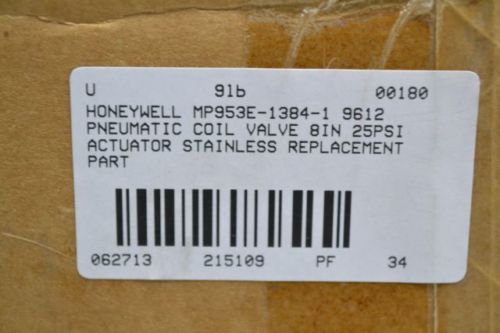 U 9lb 00180
HONEYWELL MP953E-1384-1 9612
PNEUMATIC COIL VALVE 8IN 25PSI
ACTUATOR STAINLESS REPLACEMENT
PART
062713 215109 PF 34